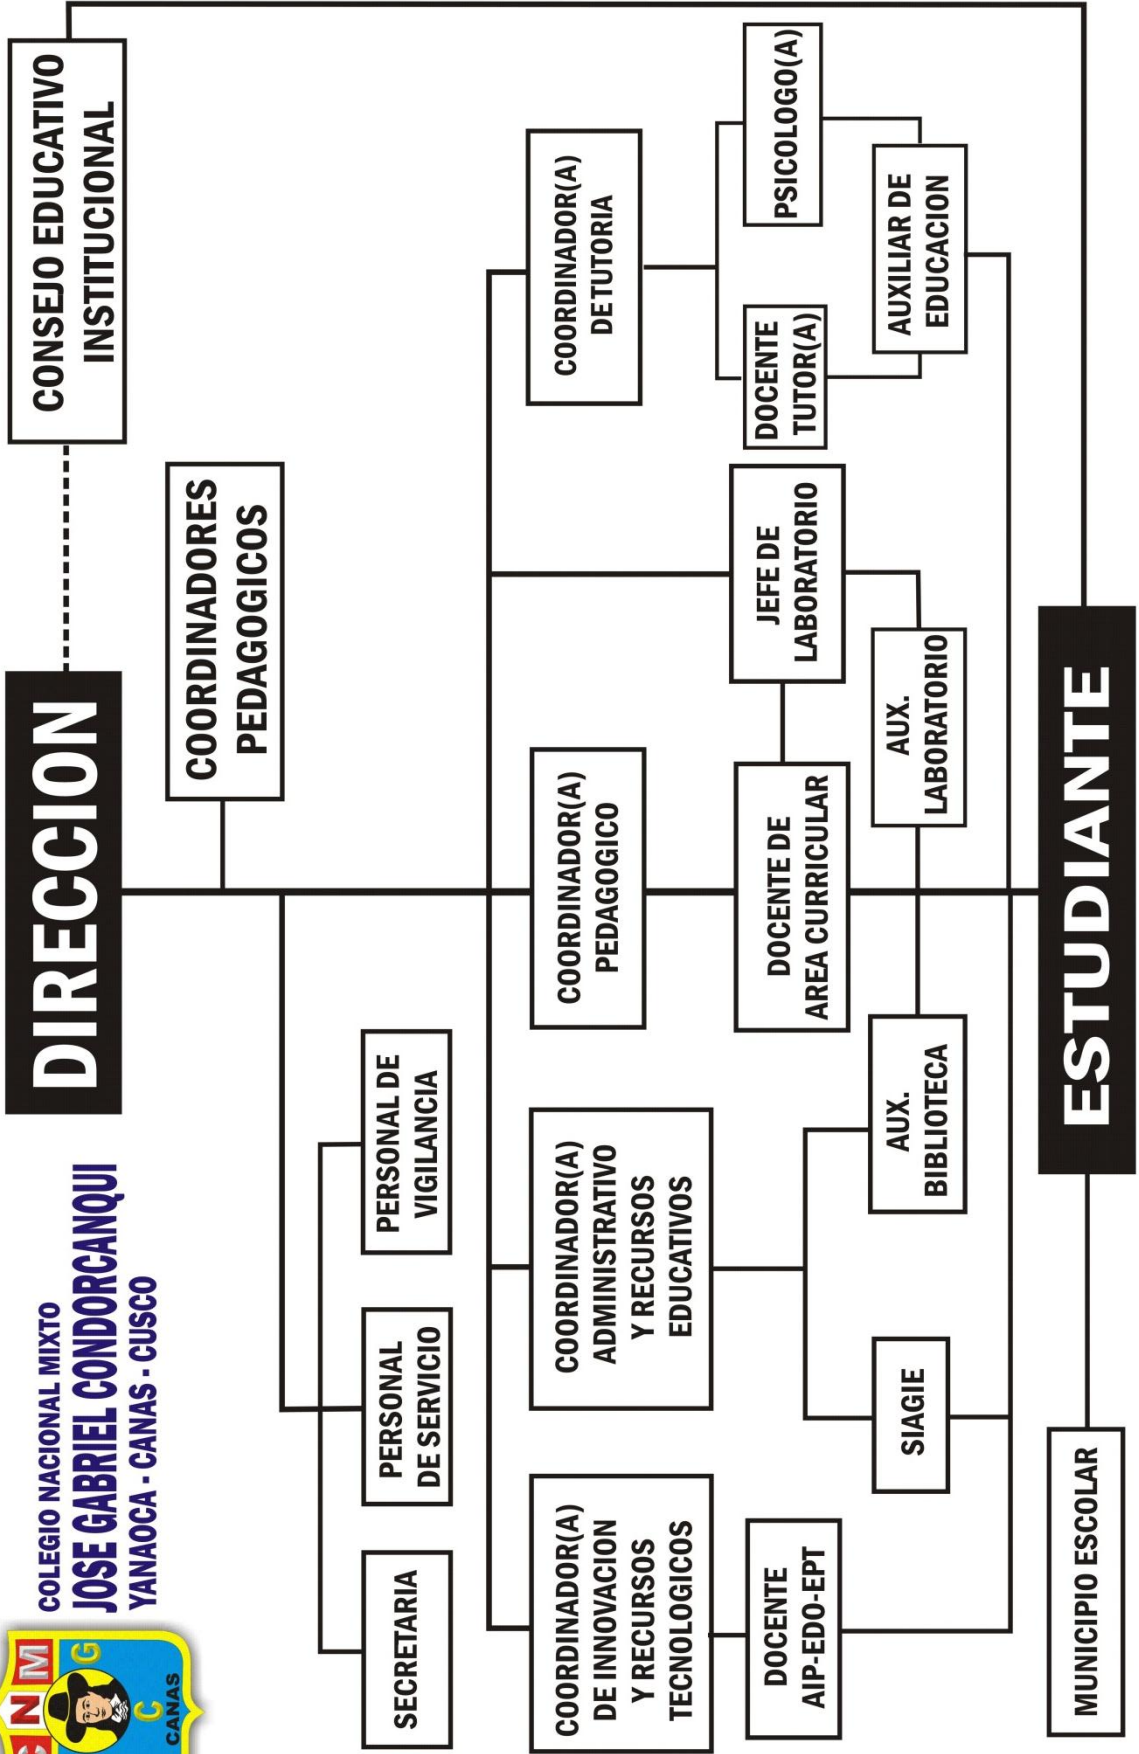 C N M
G
C
CANAS
COLEGIO NACIONAL MIXTO
JOSE GABRIEL CONDORCANQUI
YANAOCA - CANAS - CUSCO
DIRECCION
CONSEJO EDUCATIVO
INSTITUCIONAL
COORDINADORES
PEDAGOGICOS
SECRETARIA
PERSONAL
DE SERVICIO
PERSONAL DE
VIGILANCIA
COORDINADOR(A)
DE INNOVACION
Y RECURSOS
TECNOLOGICOS
COORDINADOR(A)
ADMINISTRATIVO
Y RECURSOS
EDUCATIVOS
COORDINADOR(A)
PEDAGOGICO
COORDINADOR(A)
DE TUTORIA
DOCENTE
AIP-EDO-EPT
DOCENTE DE
AREA CURRICULAR
JEFE DE
LABORATORIO
DOCENTE
TUTOR(A)
PSICOLOGO(A)
SIAGIE
AUX.
BIBLIOTECA
AUX.
LABORATORIO
AUXILIAR DE
EDUCACION
MUNICIPIO ESCOLAR
ESTUDIANTE